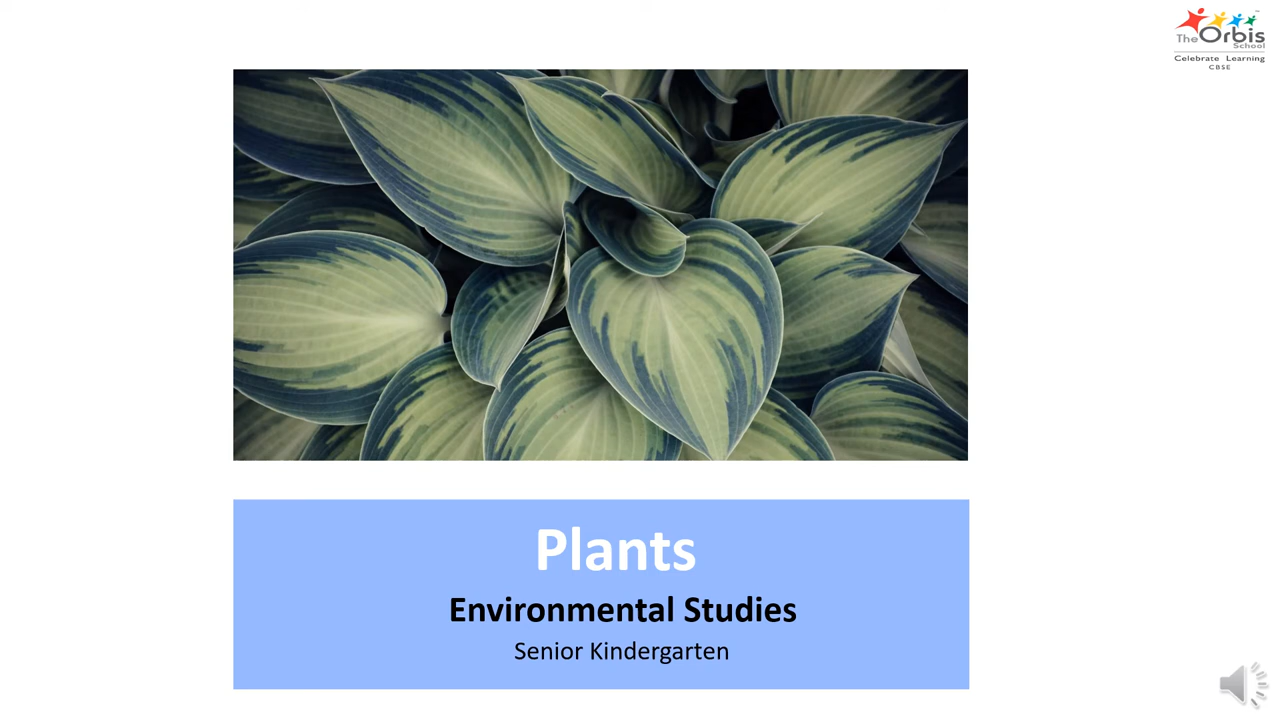 The Orbis
School
Celebrate Learning
CBSE
Plants
Environmental Studies
Senior Kindergarten